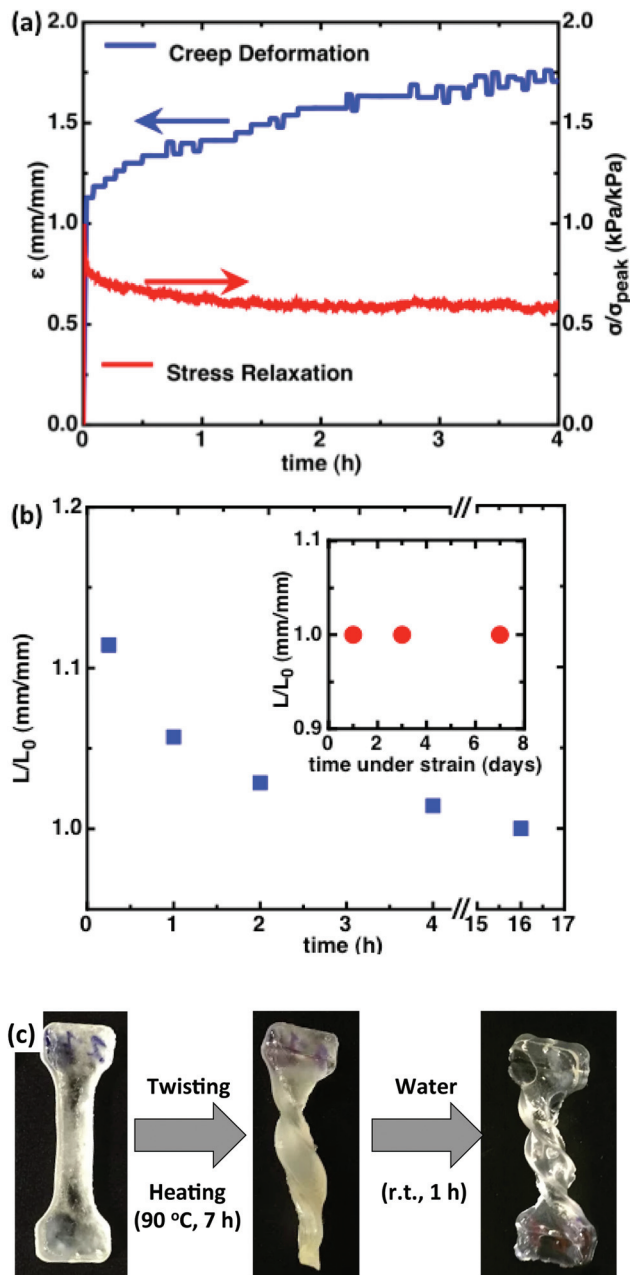 (a)
2.0
1.5
1.0
0.5
0.0
ε (mm/mm)
Creep Deformation
Stress Relaxation
2.0
1.5
1.0
0.5
0.0
σ/σpeak (kPa/kPa)
0 1 2 3 4
time (h)
(b)
1.2
1.1
1.0
L/L0 (mm/mm)
1.1
1.0
0.9
L/L0 (mm/mm)
0 2 4 6 8
time under strain (days)
0 1 2 3 4 15 16 17
time (h)
(c)
Twisting
Heating
(90 °C, 7 h)
Water
(r.t., 1 h)